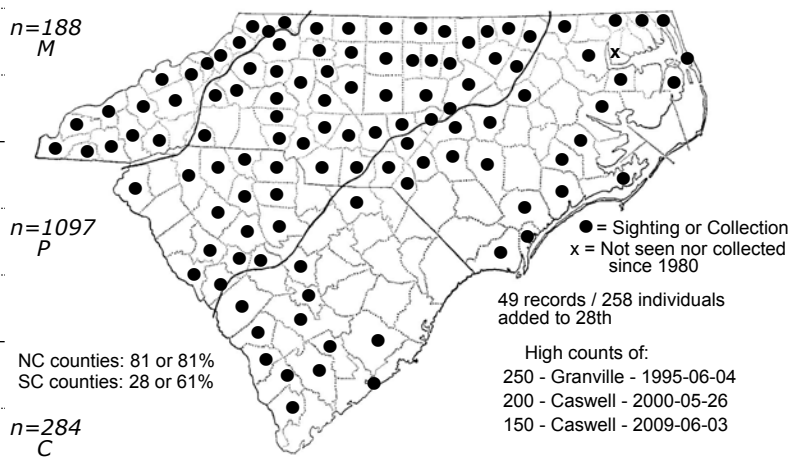 n=188
M
x
n=1097
P
● = Sighting or Collection
x = Not seen nor collected
since 1980
49 records / 258 individuals
added to 28th
NC counties: 81 or 81%
SC counties: 28 or 61%
High counts of:
250 - Granville - 1995-06-04
200 - Caswell - 2000-05-26
150 - Caswell - 2009-06-03
n=284
C